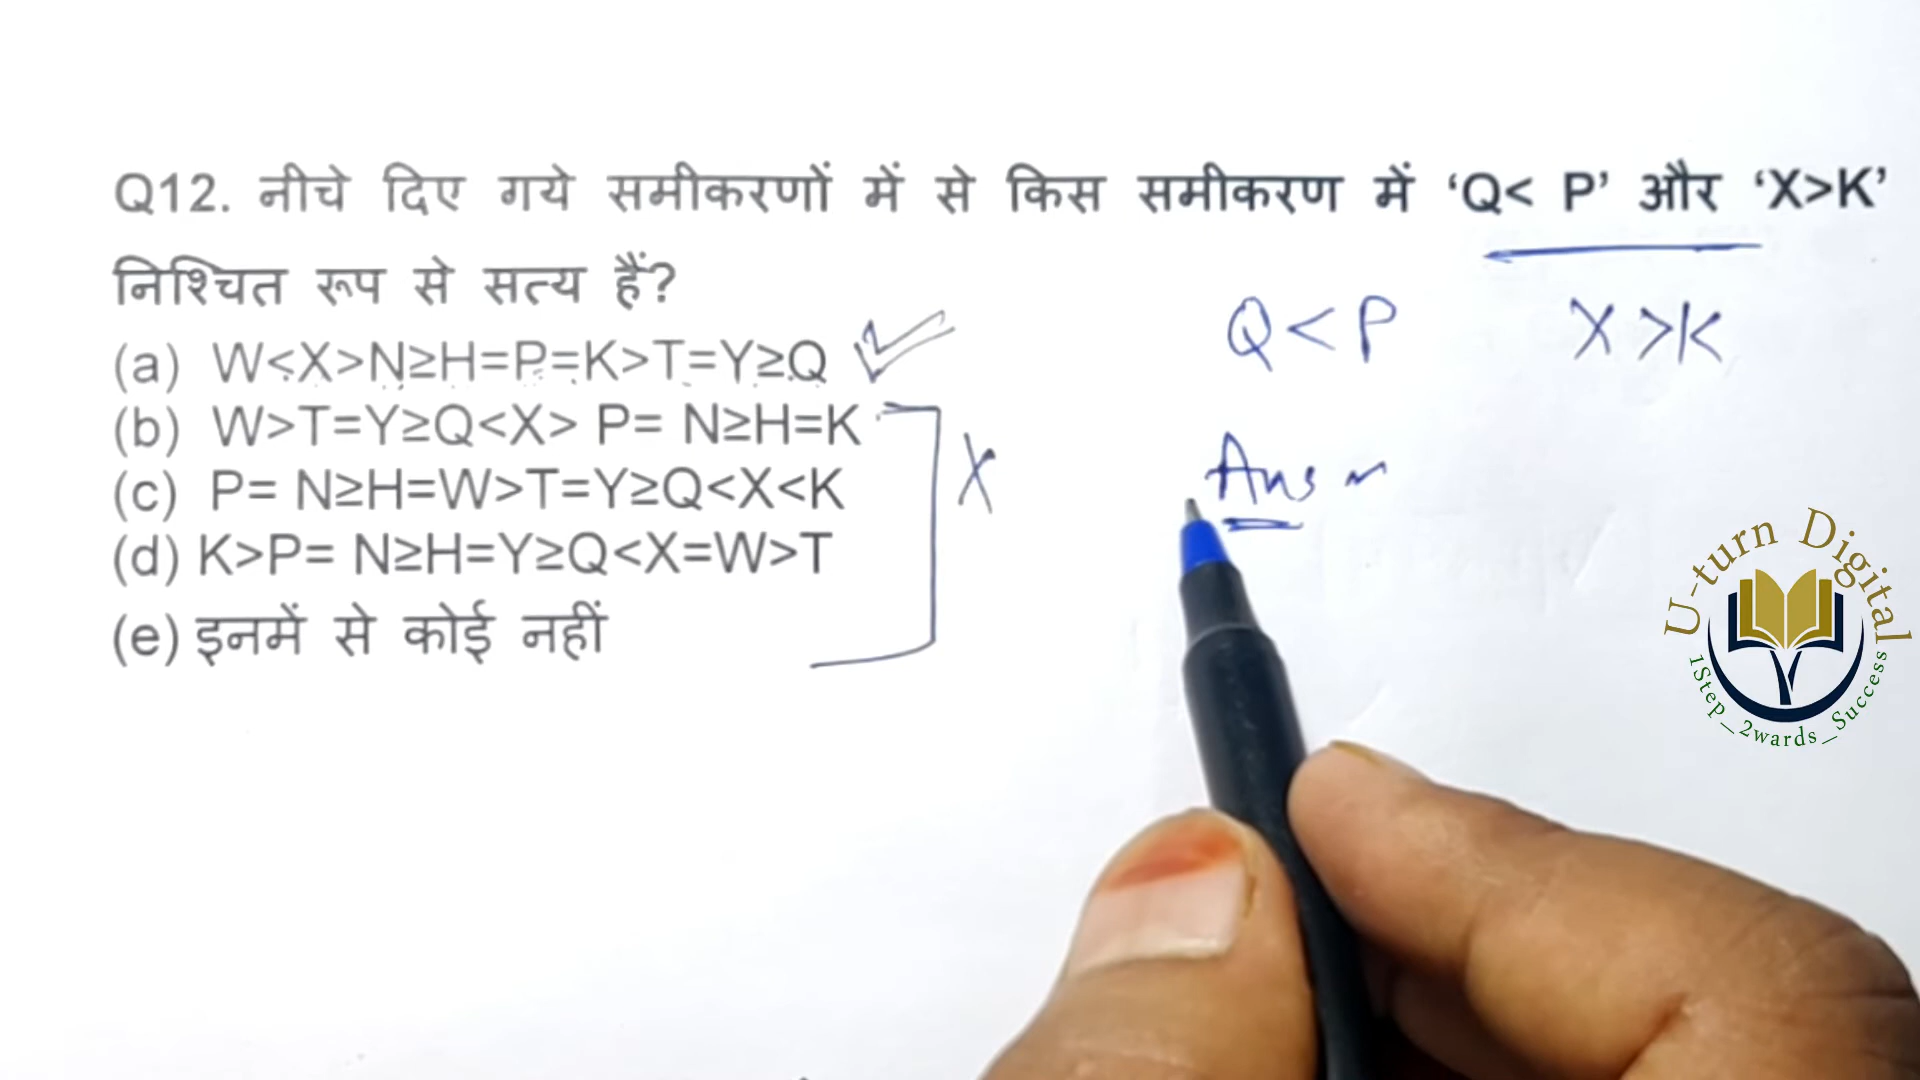 Q12. नीचे दिए गये समीकरणों में से किस समीकरण में ‘Q< P’ और ‘X>K’
निश्चित रूप से सत्य हैं?
(a) W<X>N≥H=P=K>T=Y≥Q
(b) W>T=Y≥Q<X> P= N≥H=K
(c) P= N≥H=W>T=Y≥Q<X<K
(d) K>P= N≥H=Y≥Q<X=W>T
(e) इनमें से कोई नहीं
Q<P X>K
X
Ans
U-turn Digital
1Step_2wards_Success